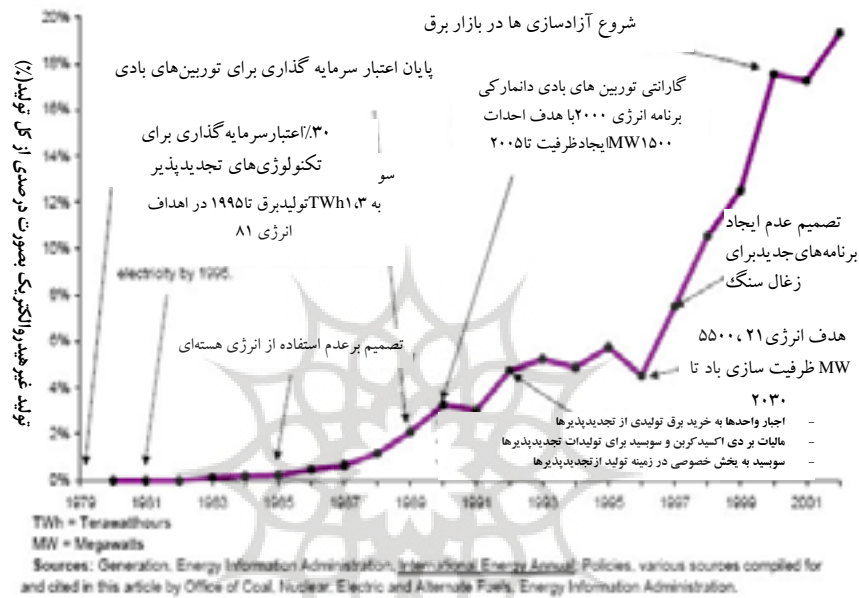 شروع آزادسازی ها در بازار برق
پایان اعتبار سرمایه گذاری برای توربین‌های بادی
گارانتی توربین های بادی دانمارکی
برنامه انرژی ۲۰۰۰با هدف احداث
MW۱۵۰۰ایجادظرفیت تا۲۰۰۵
۳۰٪اعتبارسرمایه‌گذاری برای
تکنولوژی‌های تجدیدپذیر
سو
به TWh۱،۳تولیدبرق تا۱۹۹۵ در اهداف
انرژی ۸۱
electricity by 1995.
تصمیم برعدم استفاده از انرژی هسته‌ای
تصمیم عدم ایجاد
برنامه‌های‌جدیدبرای
زغال سنگ
هدف انرژی۲۱ ،۵۵۰۰
MW ظرفیت سازی باد تا
۲۰۳۰
- اجبار واحدها به خرید برق تولیدی از تجدیدپذیرها
- مالیات بر دی اکسیدکربن و سوبسید برای تولیدات تجدیدپذیرها
- سوبسید به بخش خصوصی در زمینه تولید ازتجدیدپذیرها
تولید غیرهیدروالکتریک بصورت درصدی از کل تولید(%)
20%
18%
16%
14%
12%
10%
8%
6%
4%
2%
0%
1979 1981 1983 1985 1987 1989 1991 1993 1995 1997 1999 2001
TWh = Terawatthours
MW = Megawatts
Sources: Generation, Energy Information Administration, International Energy Annual; Policies, various sources compiled for
and cited in this article by Office of Coal, Nuclear, Electric and Alternate Fuels, Energy Information Administration.